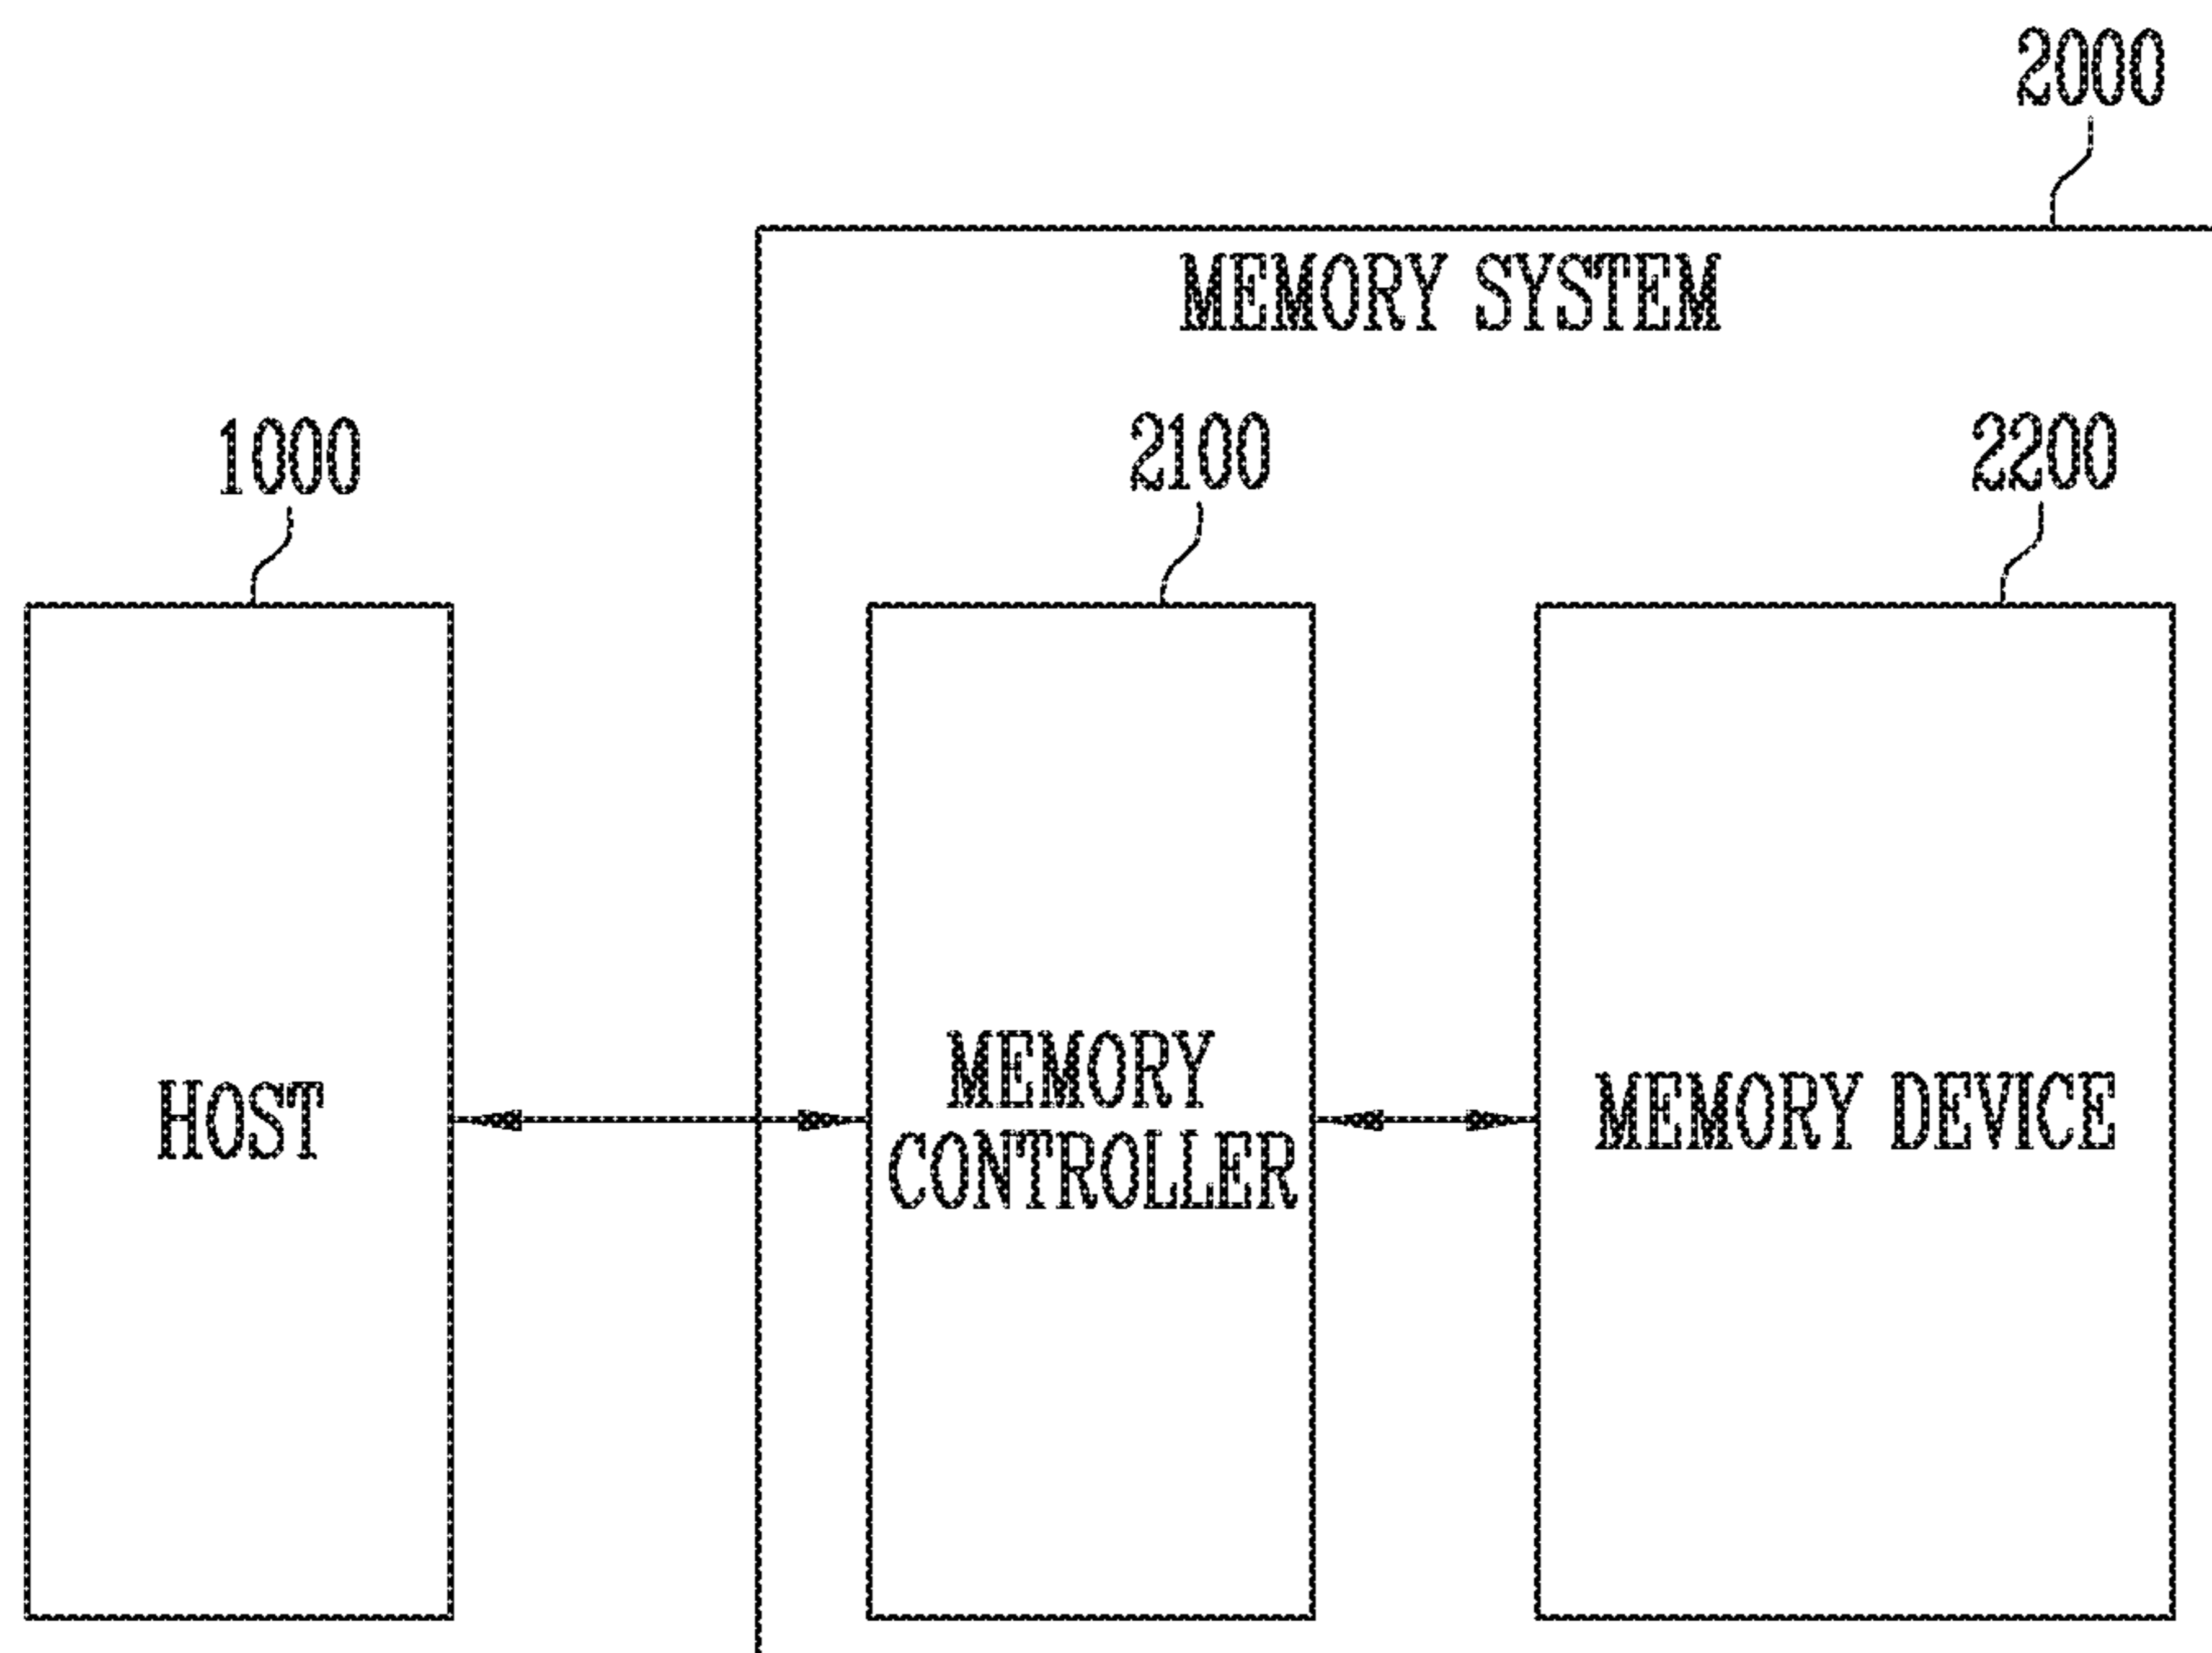 2000
MEMORY SYSTEM
1000
2100
2200
HOST
MEMORY
CONTROLLER
MEMORY DEVICE